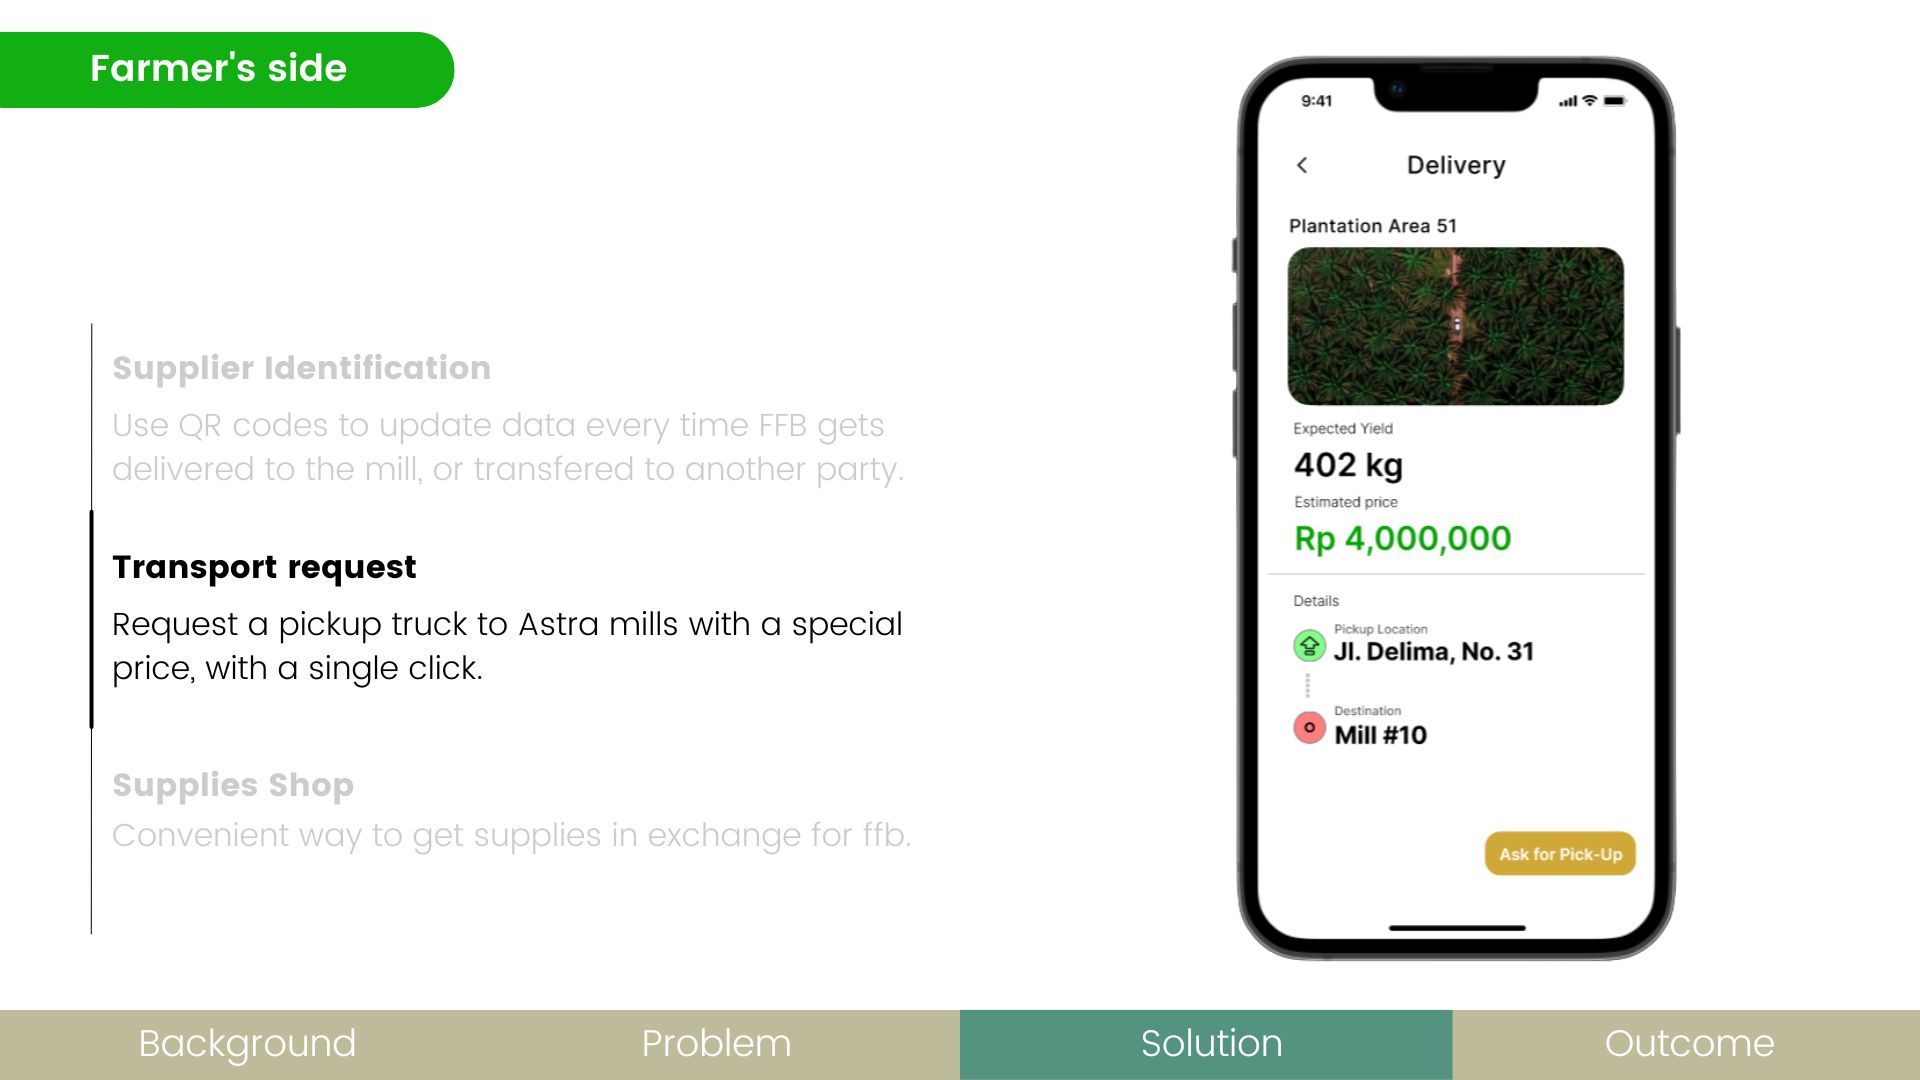 Farmer's side
Supplier Identification
Use QR codes to update data every time FFB gets
delivered to the mill, or transfered to another party.
Transport request
Request a pickup truck to Astra mills with a special
price, with a single click.
Supplies Shop
Convenient way to get supplies in exchange for ffb.
9:41
Delivery
Plantation Area 51
Expected Yield
402 kg
Estimated price
Rp 4,000,000
Details
Pickup Location
Jl. Delima, No. 31
Destination
Mill #10
Ask for Pick-Up
Background
Problem
Solution
Outcome